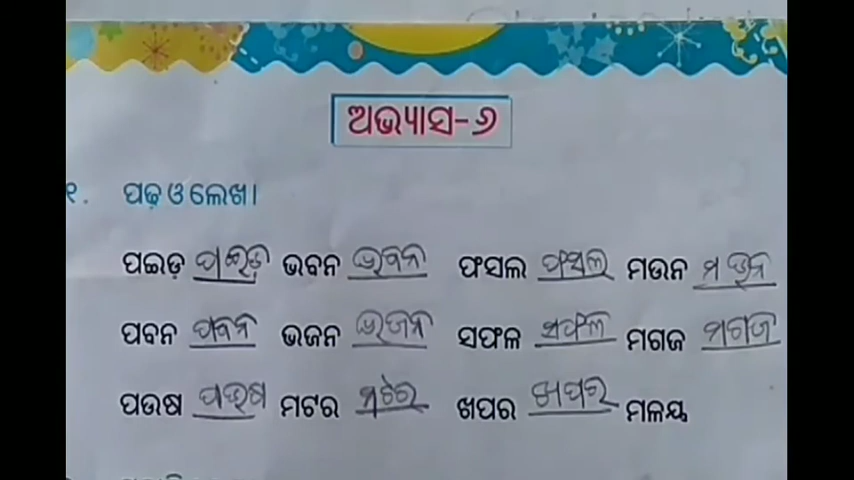 ଅଭ୍ୟାସ-୬
୧. ପଢ଼ ଓ ଲେଖ।
ପଇଡ଼ ପଇଡ଼ ଭବନ ଭବନ ଫସଲ ଫସଲ ମଉନ ମଉନ
ପବନ ପବନ ଭଜନ ଭଜନ ସଫଳ ସଫଳ ମଗଜ ମଗଜ
ପଉଷ ପଉଷ ମଟର ମଟର ଖପର ଖପର ମଳୟ